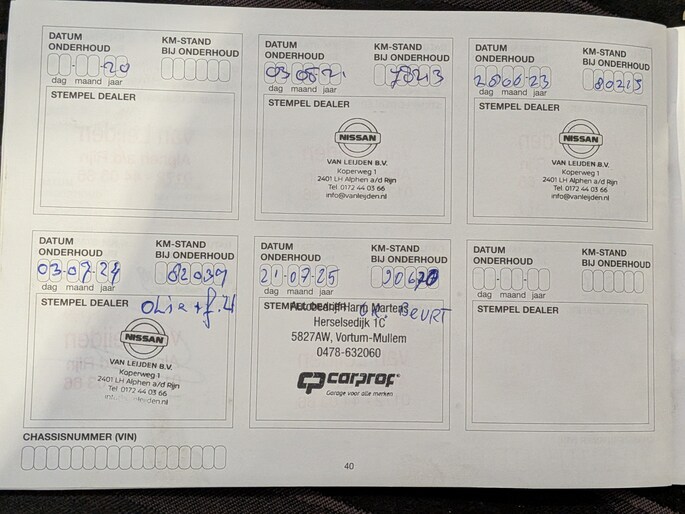 DATUM
ONDERHOUD
KM-STAND
BIJ ONDERHOUD
20
dag maand jaar
STEMPEL DEALER
DATUM
ONDERHOUD
KM-STAND
BIJ ONDERHOUD
dag maand jaar
STEMPEL DEALER
NISSAN
VAN LEIJDEN B.V.
Koperweg 1
2401 LH Alphen a/d Rijn
Tel. 0172 44 03 66
info@vanleijden.nl
DATUM
ONDERHOUD
KM-STAND
BIJ ONDERHOUD
80213
dag maand jaar
STEMPEL DEALER
NISSAN
VAN LEIJDEN B.V.
Koperweg 1
2401 LH Alphen a/d Rijn
Tel. 0172 44 03 66
info@vanleijden.nl
DATUM
ONDERHOUD
KM-STAND
BIJ ONDERHOUD
03-07-24
82039
dag maand jaar
STEMPEL DEALER
NISSAN
VAN LEIJDEN B.V.
Koperweg 1
2401 LH Alphen a/d Rijn
Tel. 0172 44 03 66
DATUM
ONDERHOUD
KM-STAND
BIJ ONDERHOUD
21-07-25
dag maand jaar
STEMPEL DEALER
BEURT
Herselsedijk 1C
5827AW, Vortum-Mullem
0478-632060
carprof
Garage voor alle merken
DATUM
ONDERHOUD
KM-STAND
BIJ ONDERHOUD
dag maand jaar
STEMPEL DEALER
CHASSISNUMMER (VIN)
40